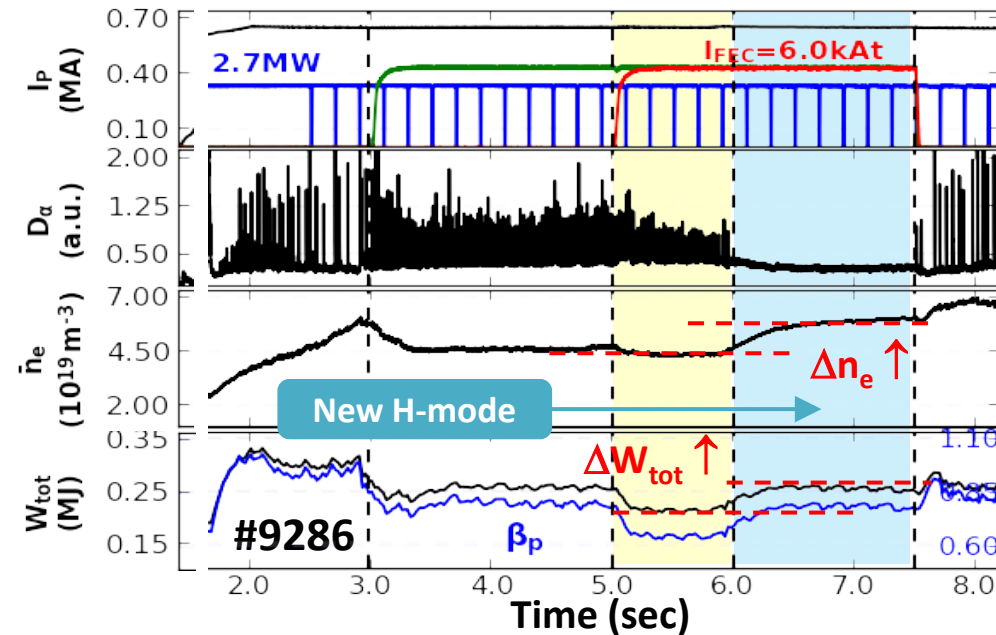 0.70
0.40
0.10
I_P
(MA)
2.7MW
I_FEC=6.0kAt
2.00
1.25
0.50
D_α
(a.u.)
7.00
4.50
2.00
n̄_e
(10^19 m^-3)
Δn_e ↑
New H-mode
0.35
0.25
0.15
W_tot
(MJ)
ΔW_tot ↑
1.10
0.85
0.60
#9286
β_p
2.0 3.0 4.0 5.0 6.0 7.0 8.0
Time (sec)